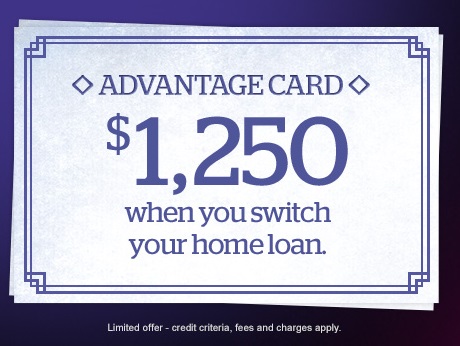 ADVANTAGE CARD
$1,250
when you switch
your home loan.
Limited offer - credit criteria, fees and charges apply.